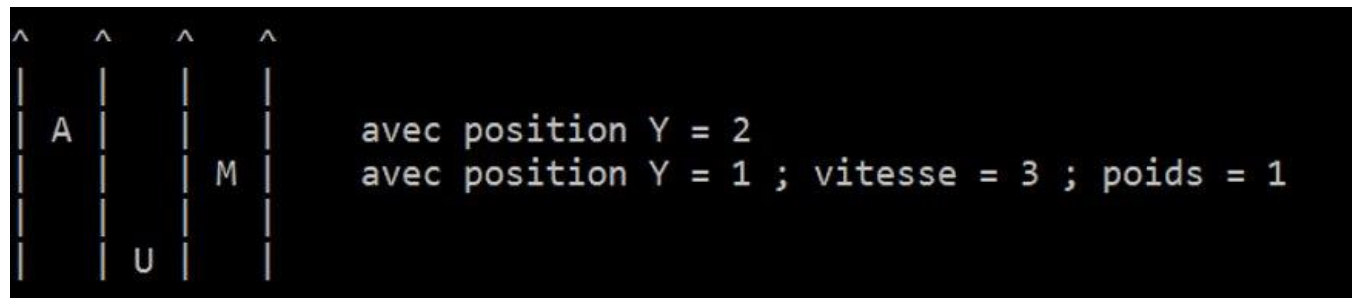 ^   ^   ^   ^
|   |   |   |
| A |   |   |    avec position Y = 2
|   |   | M |    avec position Y = 1 ; vitesse = 3 ; poids = 1
|   |   |   |
|   | U |   |